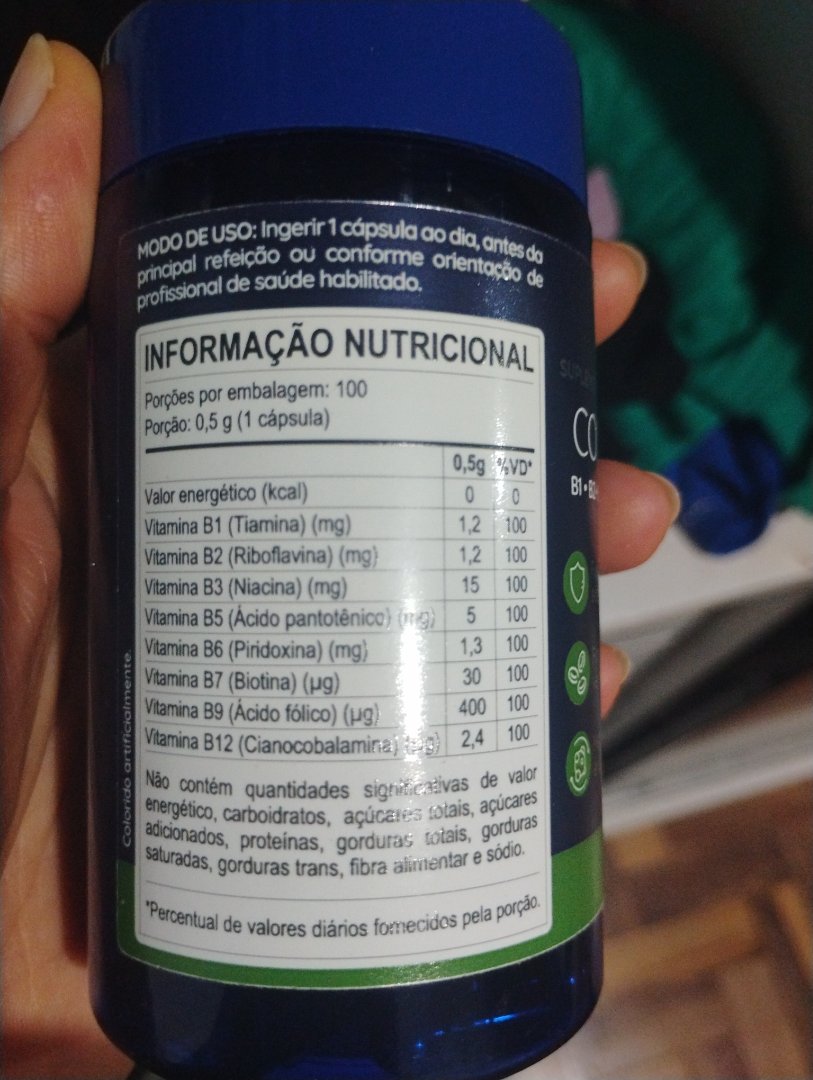 MODO DE USO: Ingerir 1 cápsula ao dia, antes da
principal refeição ou conforme orientação de
profissional de saúde habilitado.
INFORMAÇÃO NUTRICIONAL
Porções por embalagem: 100
Porção: 0,5 g (1 cápsula)
0,5g %VD*
Valor energético (kcal) 0 0
Vitamina B1 (Tiamina) (mg) 1,2 100
Vitamina B2 (Riboflavina) (mg) 1,2 100
Vitamina B3 (Niacina) (mg) 15 100
Vitamina B5 (Ácido pantotênico) (mg) 5 100
Vitamina B6 (Piridoxina) (mg) 1,3 100
Vitamina B7 (Biotina) (µg) 30 100
Vitamina B9 (Ácido fólico) (µg) 400 100
Vitamina B12 (Cianocobalamina) (µg) 2,4 100
Não contém quantidades significativas de valor
energético, carboidratos, açúcares totais, açúcares
adicionados, proteínas, gorduras totais, gorduras
saturadas, gorduras trans, fibra alimentar e sódio.
*Percentual de valores diários fornecidos pela porção.
Colorido artificialmente.
CO
B1 •